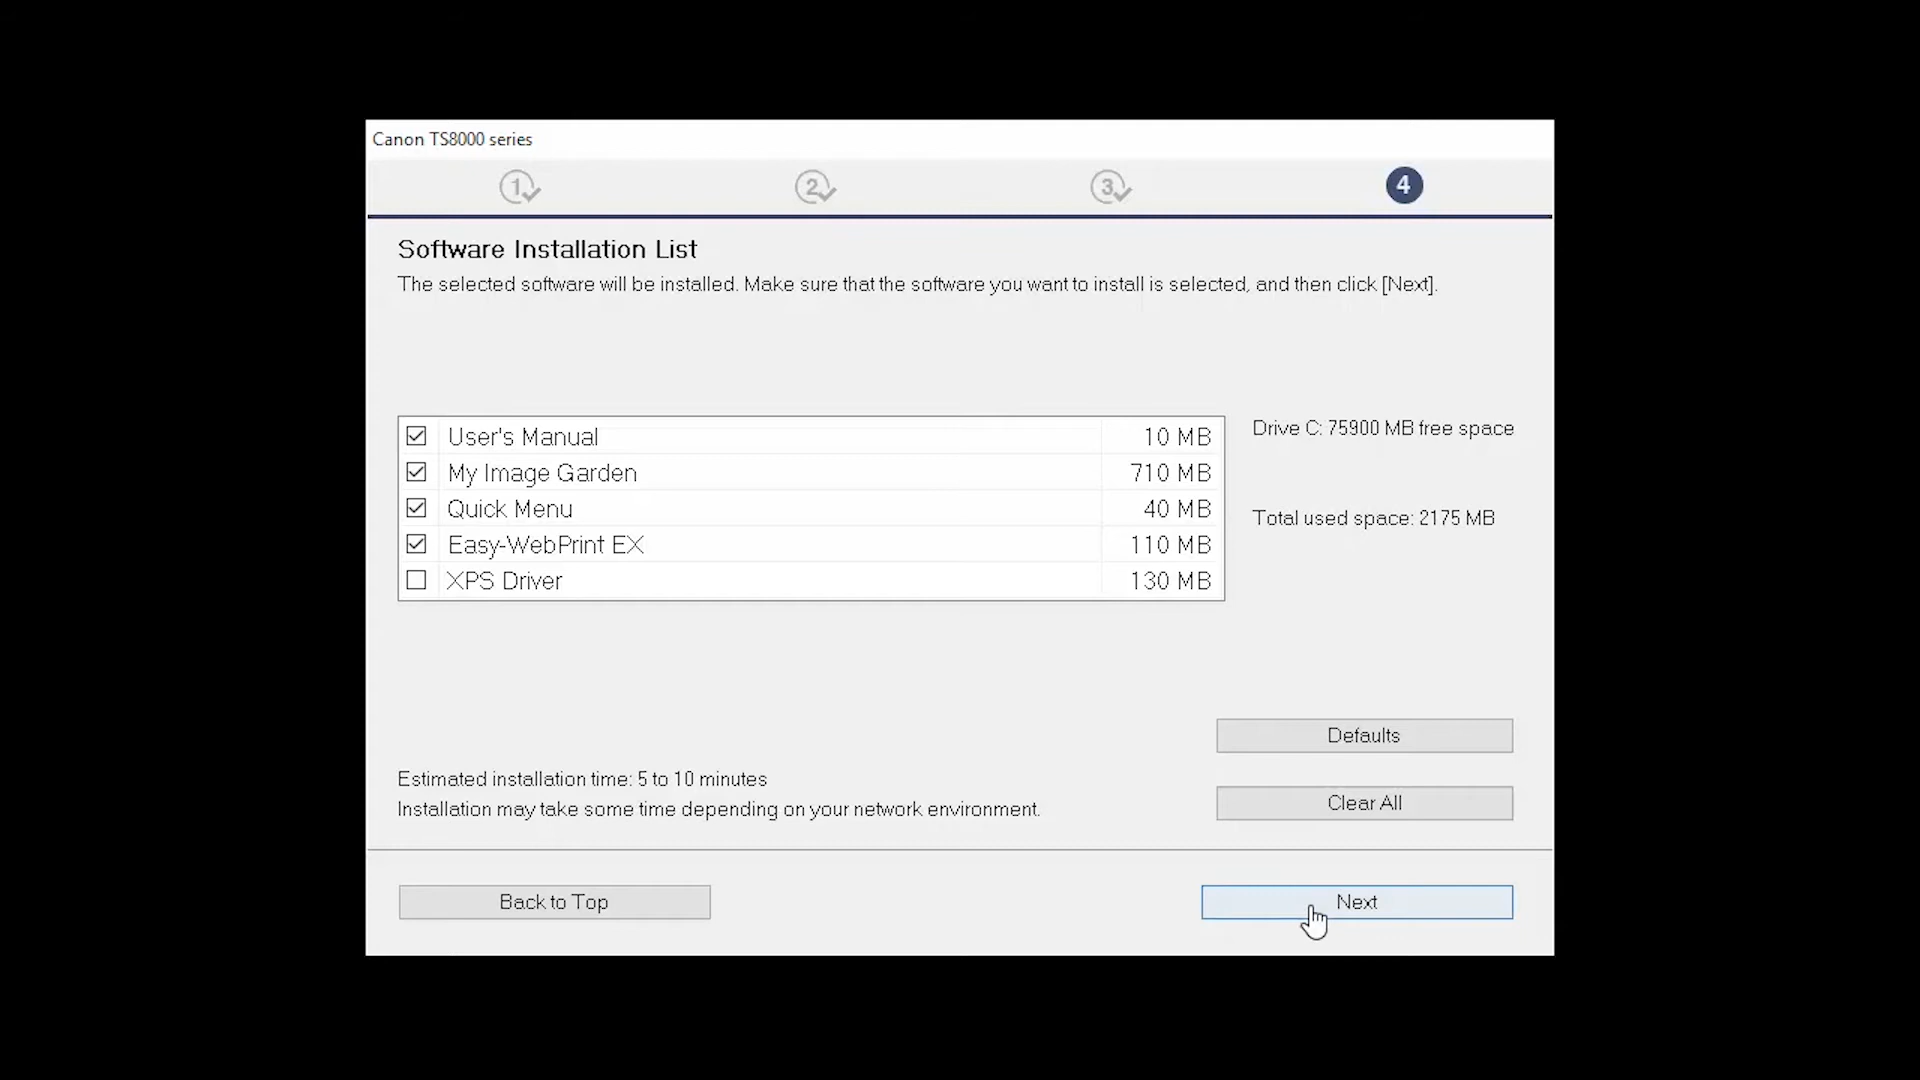 Canon TS8000 series
1 2 3 4
Software Installation List
The selected software will be installed. Make sure that the software you want to install is selected, and then click [Next].
User's Manual 10 MB
Drive C: 75900 MB free space
My Image Garden 710 MB
Quick Menu 40 MB
Total used space: 2175 MB
Easy-WebPrint EX 110 MB
XPS Driver 130 MB
Defaults
Estimated installation time: 5 to 10 minutes
Clear All
Installation may take some time depending on your network environment.
Back to Top
Next